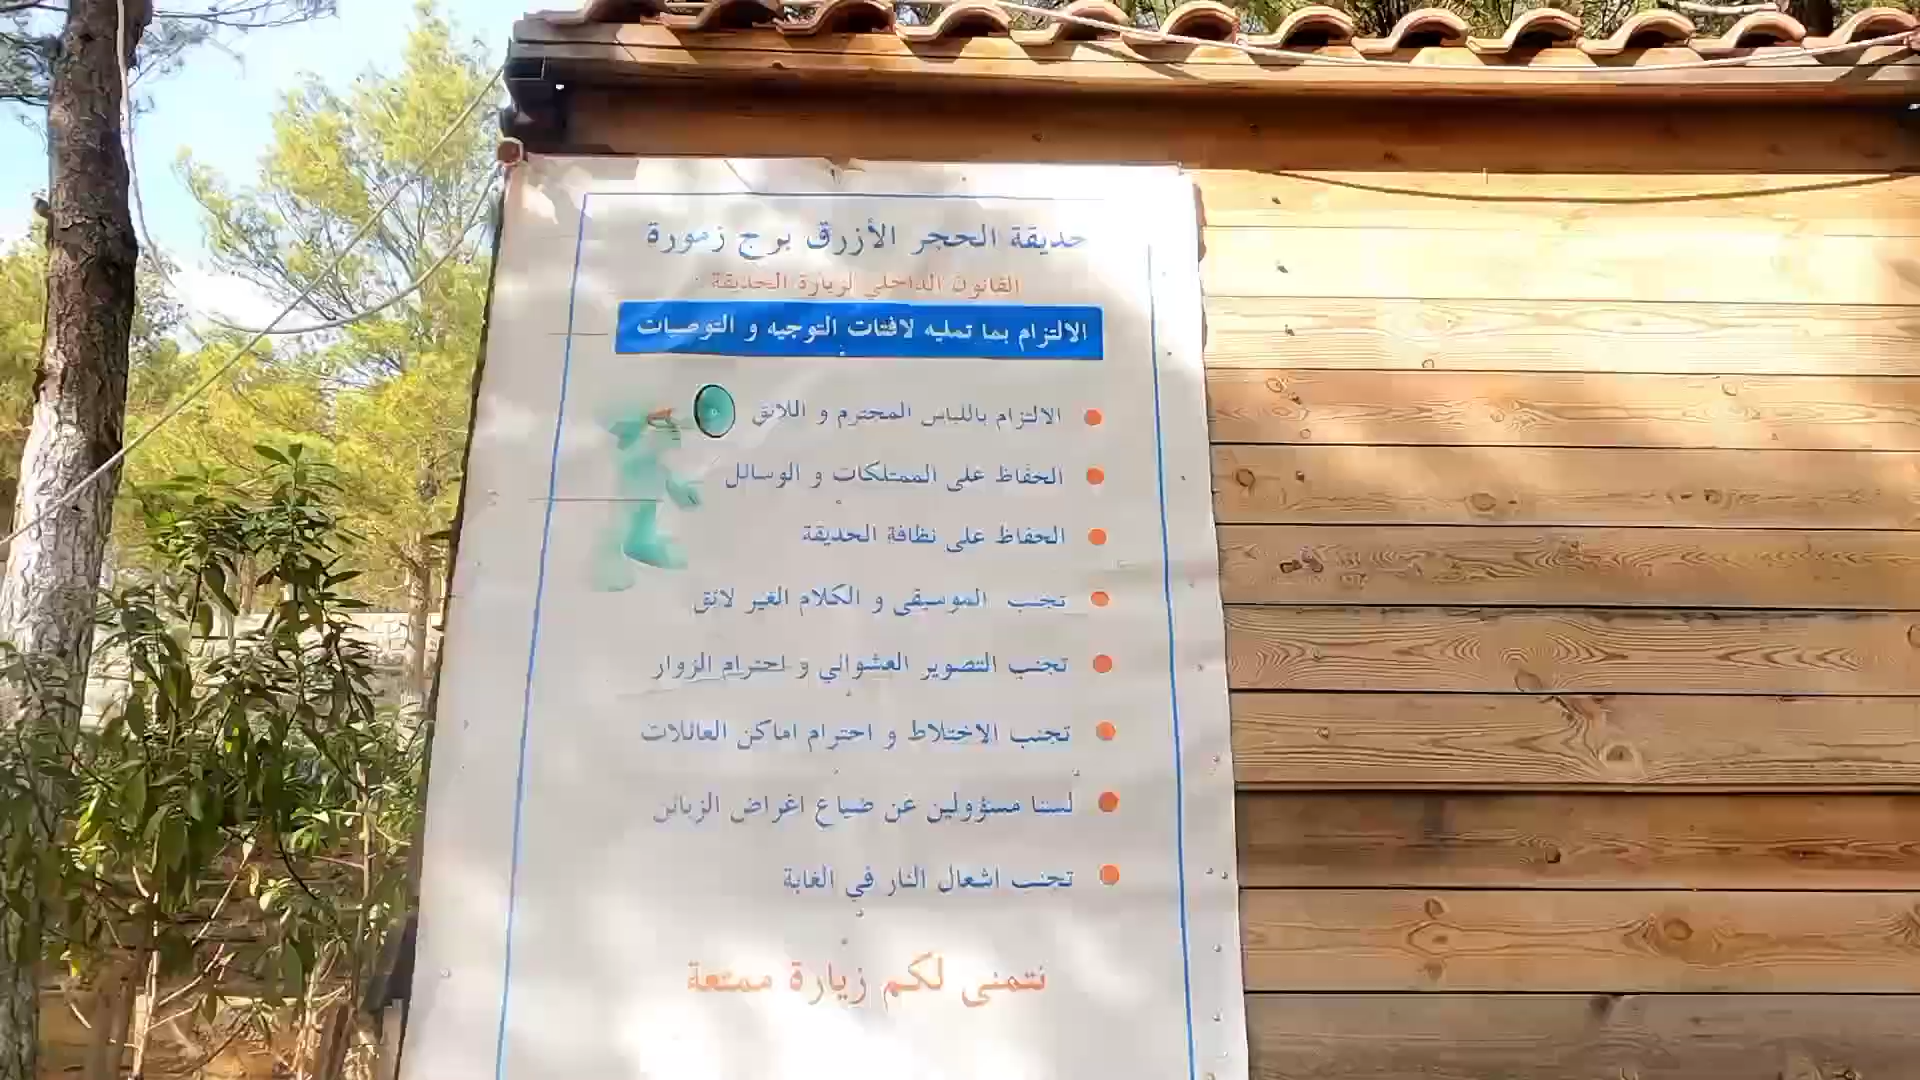 حديقة الحجر الأزرق برج زمورة
القانون الداخلي لزيارة الحديقة :
الالتزام بما تمليه لافتات التوجيه و التوصيات
الالتزام باللباس المحترم و اللائق
الحفاظ على الممتلكات و الوسائل
الحفاظ على نظافة الحديقة
تجنب الموسيقى و الكلام الغير لائق
تجنب التصوير العشوائي و احترام الزوار
تجنب الاختلاط و احترام اماكن العائلات
لسنا مسؤولين عن ضياع اغراض الزبائن
تجنب اشعال النار في الغابة
نتمنى لكم زيارة ممتعة